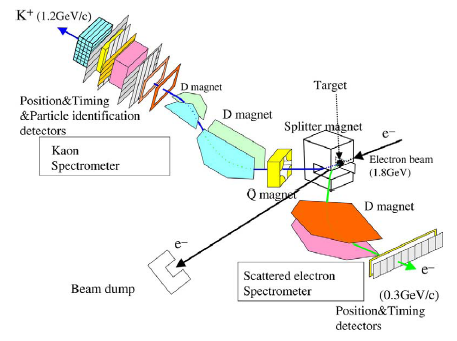 K+ (1.2GeV/c)
D magnet
Target
D magnet
Splitter magnet
e−
Position&Timing
&Particle identification
detectors
Electron beam
(1.8GeV)
Kaon
Spectrometer
Q magnet
D magnet
e−
Scattered electron
Spectrometer
e−
Beam dump
(0.3GeV/c)
Position&Timing
detectors